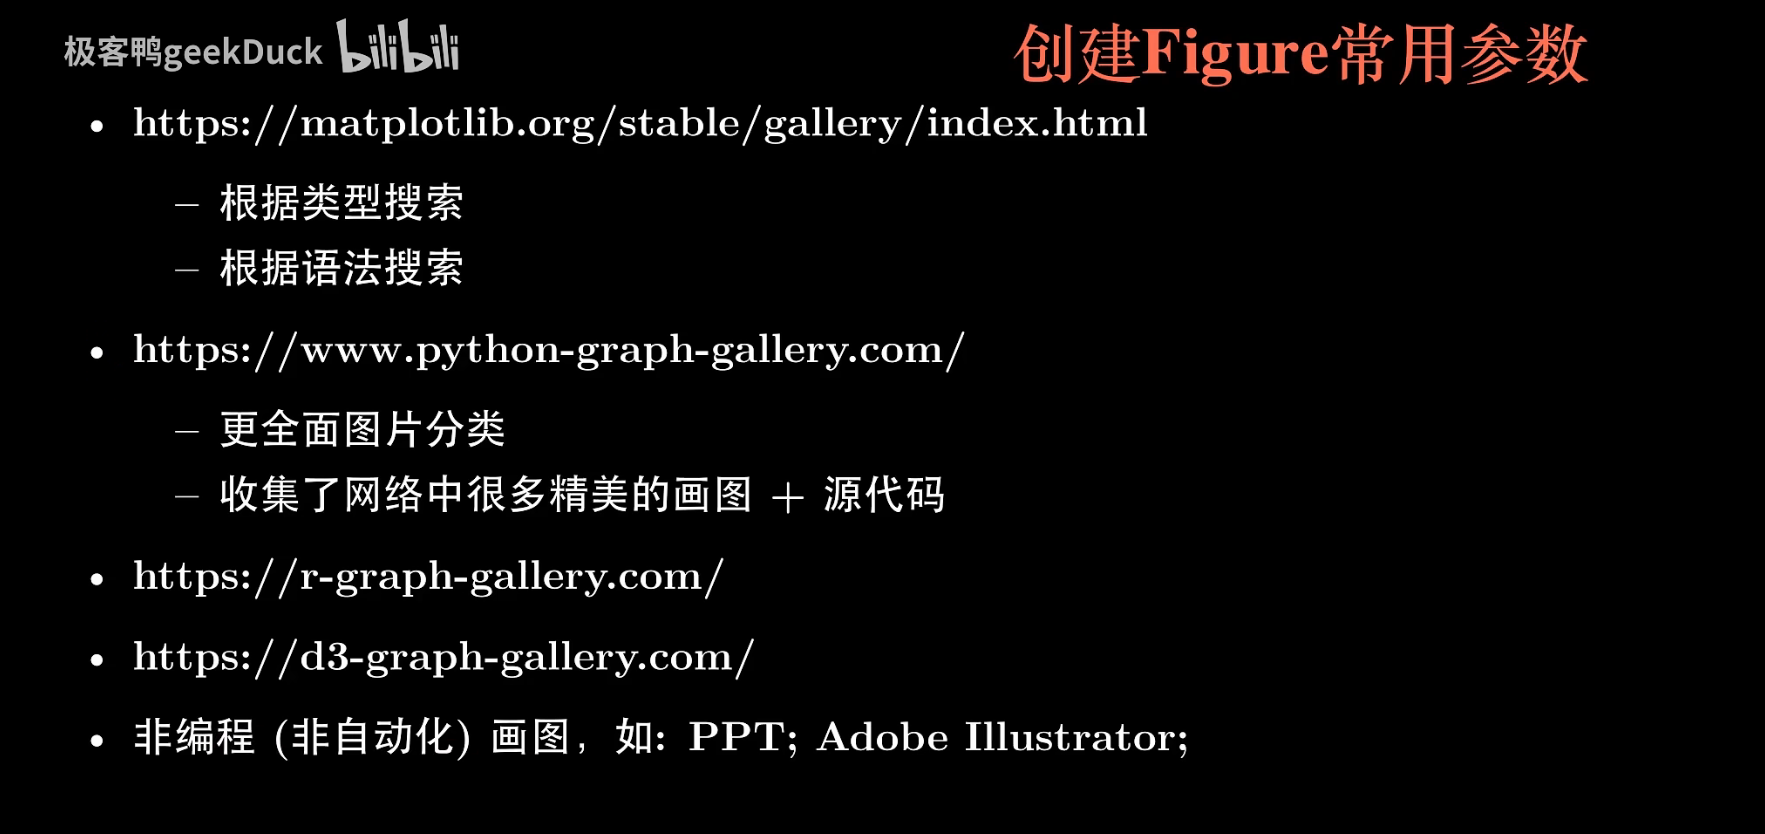 极客鸭geekDuck bilibili
创建Figure常用参数
• https://matplotlib.org/stable/gallery/index.html
– 根据类型搜索
– 根据语法搜索
• https://www.python-graph-gallery.com/
– 更全面图片分类
– 收集了网络中很多精美的画图 + 源代码
• https://r-graph-gallery.com/
• https://d3-graph-gallery.com/
• 非编程 (非自动化) 画图，如: PPT; Adobe Illustrator;